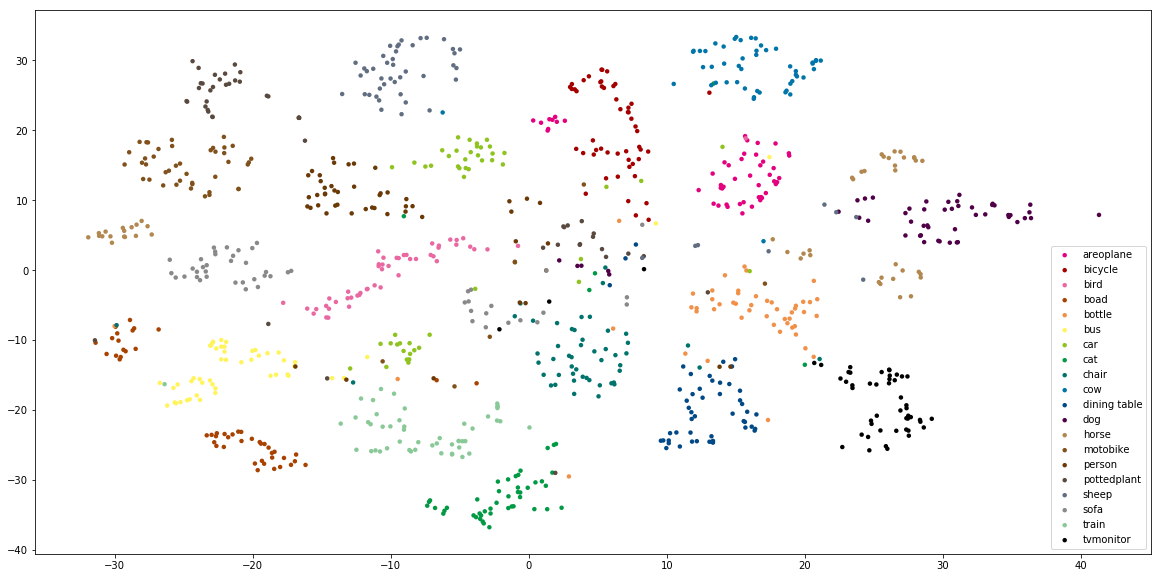 30
20
10
0
−10
−20
−30
−40
−30
−20
−10
0
10
20
30
40
areoplane
bicycle
bird
boad
bottle
bus
car
cat
chair
cow
dining table
dog
horse
motobike
person
pottedplant
sheep
sofa
train
tvmonitor